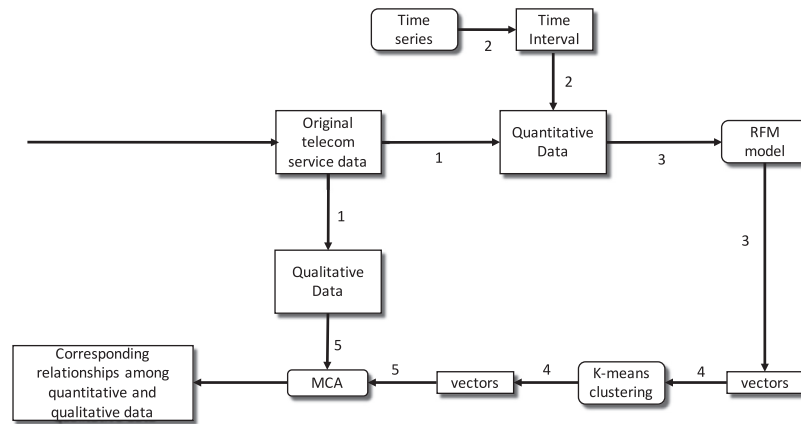 Time
series
2
Time
Interval
2
Original
telecom
service data
1
Quantitative
Data
3
RFM
model
1
3
Qualitative
Data
5
Corresponding
relationships among
quantitative and
qualitative data
MCA
5
vectors
4
K-means
clustering
4
vectors